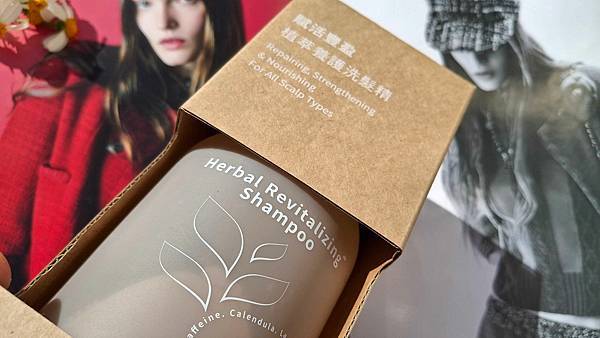 賦活豐盈
植萃養護洗髮精
Repairing, Strengthening
& Nourishing
For All Scalp Types
Herbal Revitalizing
Shampoo
Calendula.